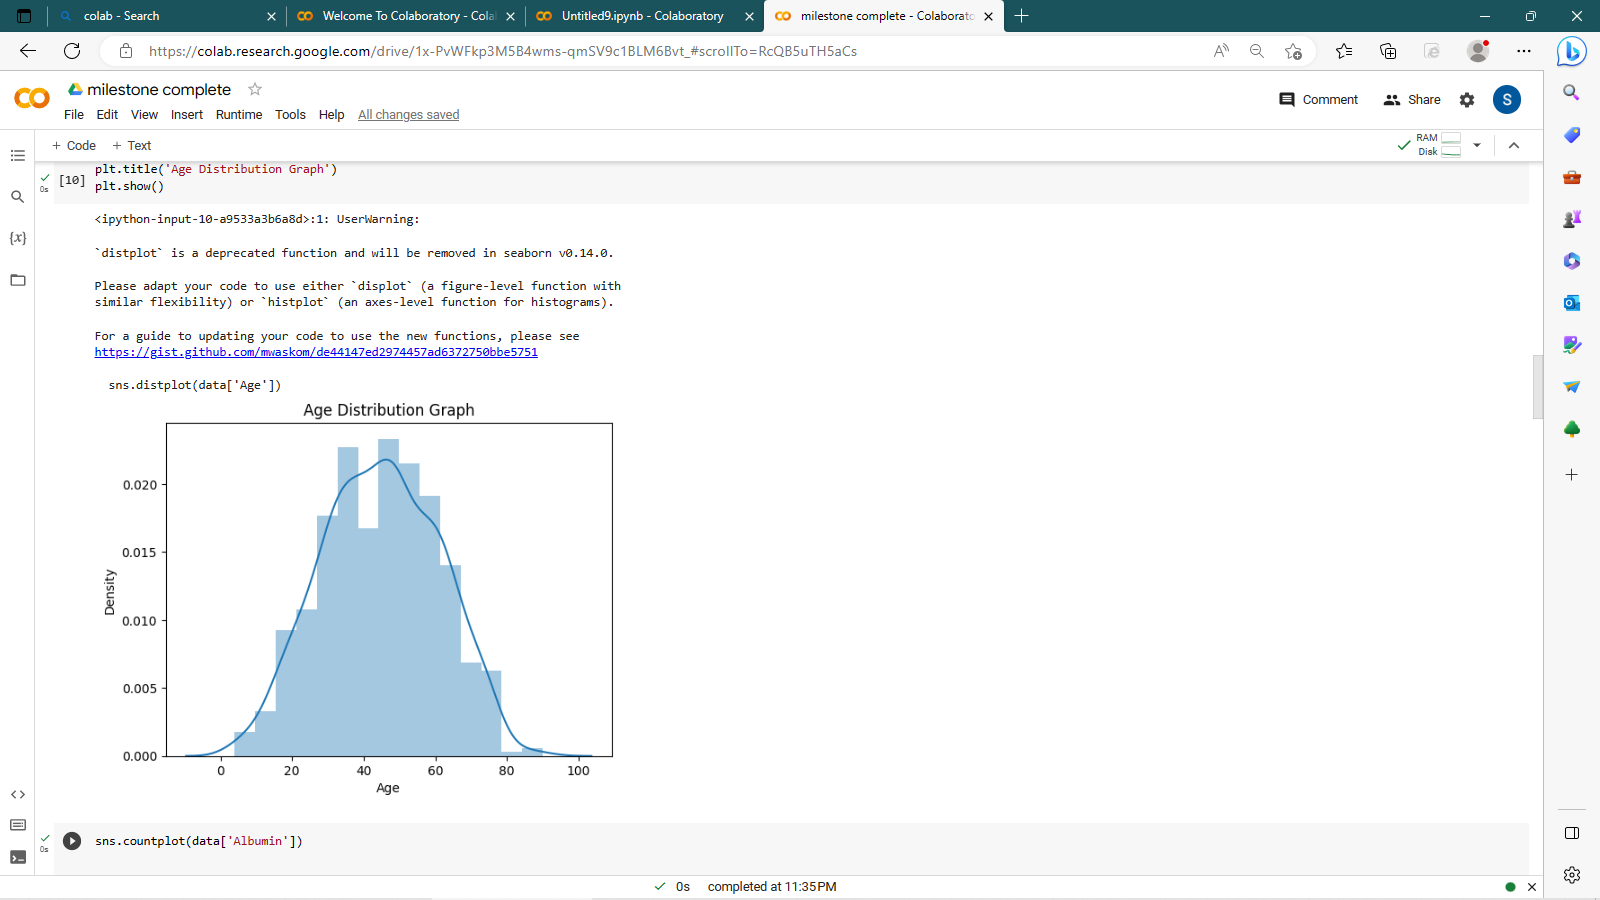 colab - Search
Welcome To Colaboratory - Cola
Untitled9.ipynb - Colaboratory
milestone complete - Colaborato
https://colab.research.google.com/drive/1x-PvWFkp3M5B4wms-qmSV9c1BLM6Bvt_#scrollTo=RcQB5uTH5aCs
milestone complete
Comment
Share
S
File Edit View Insert Runtime Tools Help All changes saved
+ Code + Text
RAM
Disk
plt.title('Age Distribution Graph')
[10] plt.show()
0s
<ipython-input-10-a9533a3b6a8d>:1: UserWarning:
`distplot` is a deprecated function and will be removed in seaborn v0.14.0.
Please adapt your code to use either `displot` (a figure-level function with
similar flexibility) or `histplot` (an axes-level function for histograms).
For a guide to updating your code to use the new functions, please see
https://gist.github.com/mwaskom/de44147ed2974457ad6372750bbe5751
sns.distplot(data['Age'])
Age Distribution Graph
0.020
0.015
0.010
0.005
0.000
Density
0 20 40 60 80 100
Age
sns.countplot(data['Albumin'])
0s
0s completed at 11:35 PM